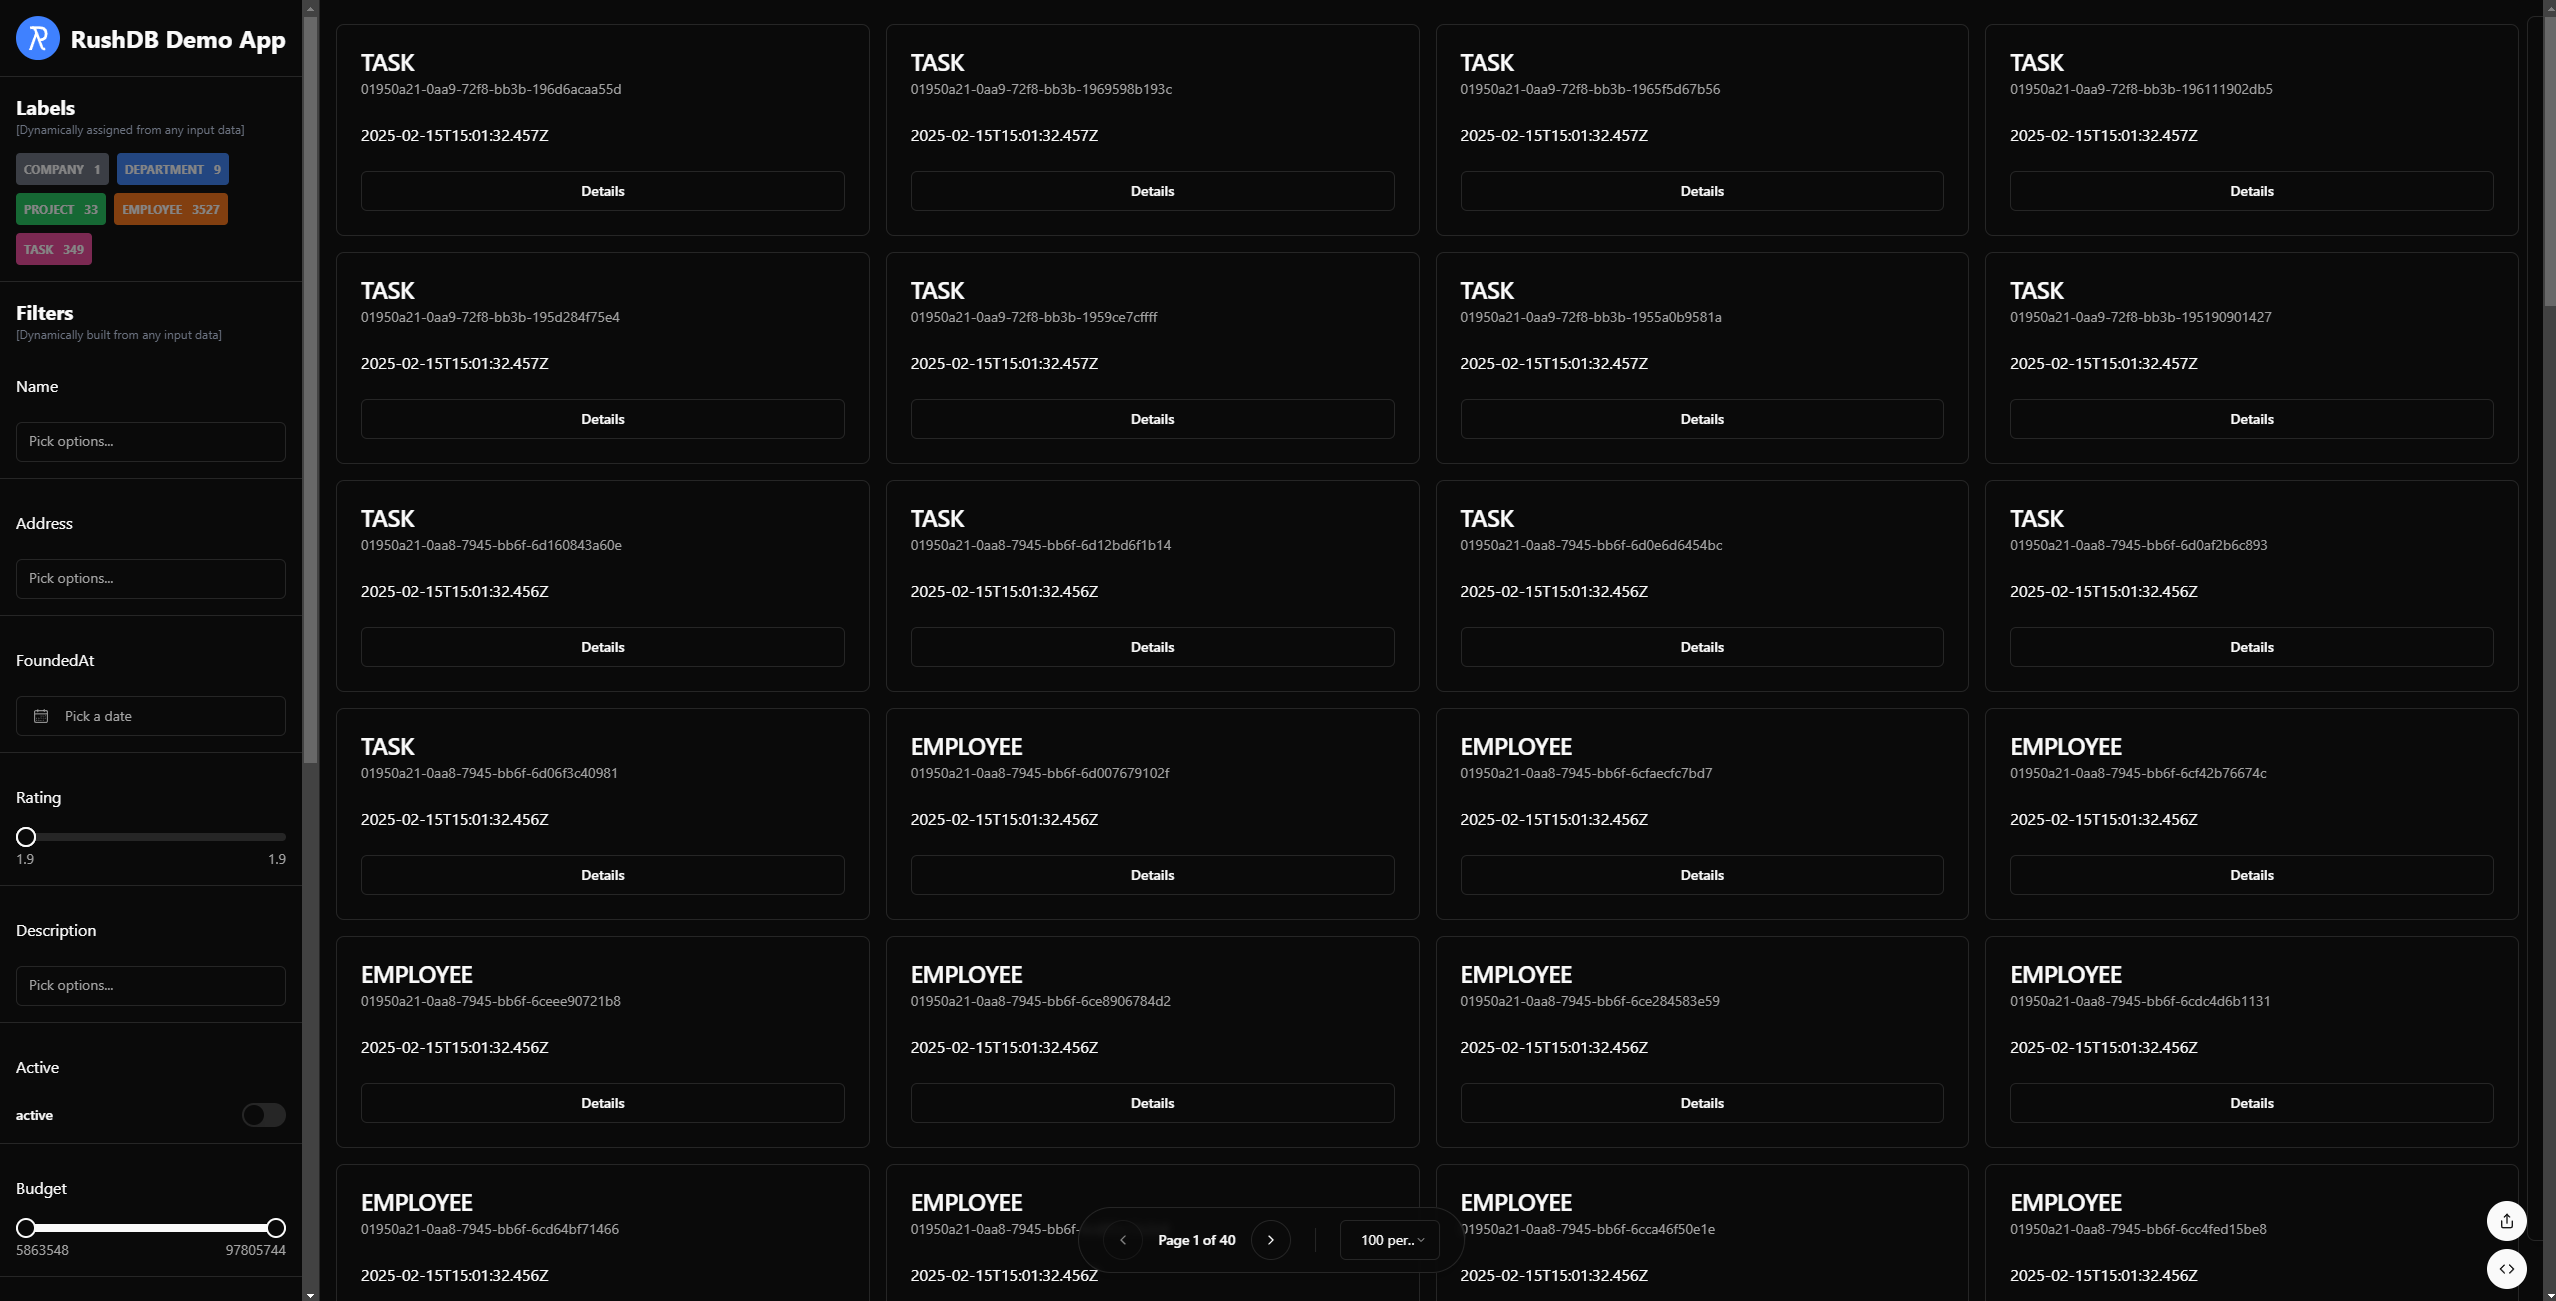 RushDB Demo App
Labels
[Dynamically assigned from any input data]
COMPANY 1
DEPARTMENT 9
PROJECT 33
EMPLOYEE 3527
TASK 349
Filters
[Dynamically built from any input data]
Name
Pick options...
Address
Pick options...
FoundedAt
Pick a date
Rating
1.9
1.9
Description
Pick options...
Active
active
Budget
5863548
97805744
TASK
01950a21-0aa9-72f8-bb3b-196d6acaa55d
2025-02-15T15:01:32.457Z
Details
TASK
01950a21-0aa9-72f8-bb3b-1969598b193c
2025-02-15T15:01:32.457Z
Details
TASK
01950a21-0aa9-72f8-bb3b-1965f5d67b56
2025-02-15T15:01:32.457Z
Details
TASK
01950a21-0aa9-72f8-bb3b-196111902db5
2025-02-15T15:01:32.457Z
Details
TASK
01950a21-0aa9-72f8-bb3b-195d284f75e4
2025-02-15T15:01:32.457Z
Details
TASK
01950a21-0aa9-72f8-bb3b-1959ce7cffff
2025-02-15T15:01:32.457Z
Details
TASK
01950a21-0aa9-72f8-bb3b-1955a0b9581a
2025-02-15T15:01:32.457Z
Details
TASK
01950a21-0aa9-72f8-bb3b-195190901427
2025-02-15T15:01:32.457Z
Details
TASK
01950a21-0aa8-7945-bb6f-6d160843a60e
2025-02-15T15:01:32.456Z
Details
TASK
01950a21-0aa8-7945-bb6f-6d12bd6f1b14
2025-02-15T15:01:32.456Z
Details
TASK
01950a21-0aa8-7945-bb6f-6d0e6d6454bc
2025-02-15T15:01:32.456Z
Details
TASK
01950a21-0aa8-7945-bb6f-6d0af2b6c893
2025-02-15T15:01:32.456Z
Details
TASK
01950a21-0aa8-7945-bb6f-6d06f3c40981
2025-02-15T15:01:32.456Z
Details
EMPLOYEE
01950a21-0aa8-7945-bb6f-6d007679102f
2025-02-15T15:01:32.456Z
Details
EMPLOYEE
01950a21-0aa8-7945-bb6f-6cfaecfc7bd7
2025-02-15T15:01:32.456Z
Details
EMPLOYEE
01950a21-0aa8-7945-bb6f-6cf42b76674c
2025-02-15T15:01:32.456Z
Details
EMPLOYEE
01950a21-0aa8-7945-bb6f-6ceee90721b8
2025-02-15T15:01:32.456Z
Details
EMPLOYEE
01950a21-0aa8-7945-bb6f-6ce8906784d2
2025-02-15T15:01:32.456Z
Details
EMPLOYEE
01950a21-0aa8-7945-bb6f-6ce284583e59
2025-02-15T15:01:32.456Z
Details
EMPLOYEE
01950a21-0aa8-7945-bb6f-6cdc4d6b1131
2025-02-15T15:01:32.456Z
Details
EMPLOYEE
01950a21-0aa8-7945-bb6f-6cd64bf71466
2025-02-15T15:01:32.456Z
EMPLOYEE
01950a21-0aa8-7945-bb6f-
2025-02-15T15:01:32.456Z
EMPLOYEE
01950a21-0aa8-7945-bb6f-6cca46f50e1e
2025-02-15T15:01:32.456Z
EMPLOYEE
01950a21-0aa8-7945-bb6f-6cc4fed15be8
2025-02-15T15:01:32.456Z
Page 1 of 40
100 per..